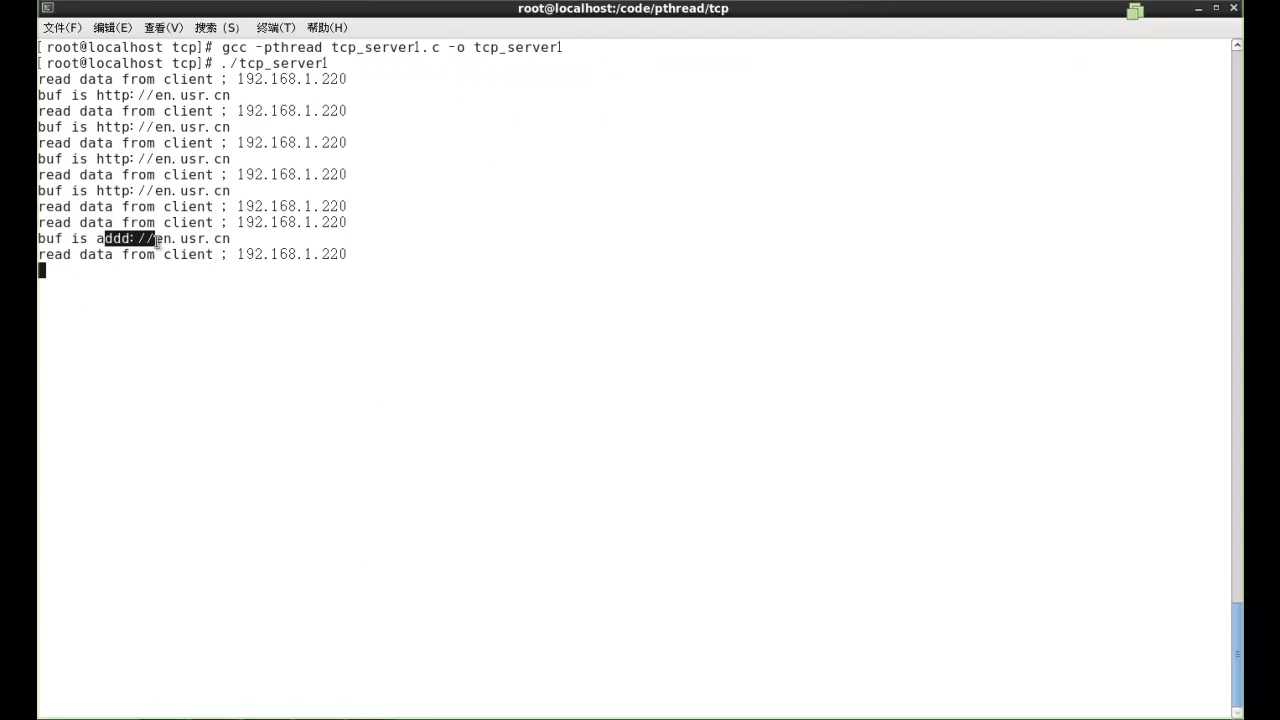 root@localhost:/code/pthread/tcp
文件(F) 编辑(E) 查看(V) 搜索 (S) 终端(T) 帮助(H)
[root@localhost tcp]# gcc -pthread tcp_server1.c -o tcp_server1
[root@localhost tcp]# ./tcp_server1
read data from client ; 192.168.1.220
buf is http://en.usr.cn
read data from client ; 192.168.1.220
buf is http://en.usr.cn
read data from client ; 192.168.1.220
buf is http://en.usr.cn
read data from client ; 192.168.1.220
buf is http://en.usr.cn
read data from client ; 192.168.1.220
read data from client ; 192.168.1.220
buf is addd://en.usr.cn
read data from client ; 192.168.1.220